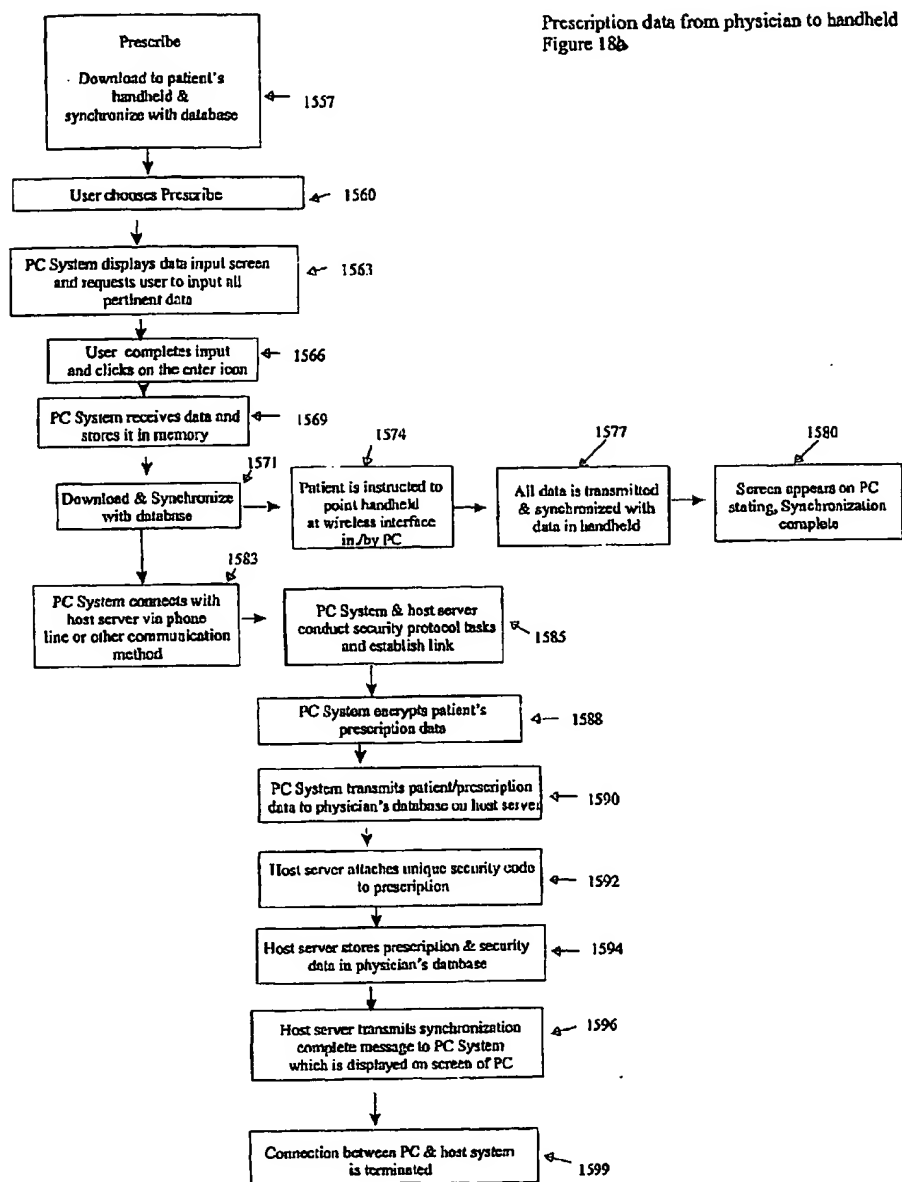 Prescription data from physician to handheld
Figure 18b
Prescribe
Download to patient's
handheld &
synchronize with database
1557
User chooses Prescribe
1560
PC System displays data input screen
and requests user to input all
pertinent data
1563
User completes input
and clicks on the enter icon
1566
PC System receives data and
stores it in memory
1569
Download & Synchronize
with database
1571
Patient is instructed to
point handheld
at wireless interface
in /by PC
1574
All data is transmitted
& synchronized with
data in handheld
1577
Screen appears on PC
stating, Synchronization
complete
1580
PC System connects with
host server via phone
line or other communication
method
1583
PC System & host server
conduct security protocol tasks
and establish link
1585
PC System encrypts patient's
prescription data
1588
PC System transmits patient/prescription
data to physician's database on host server
1590
Host server attaches unique security code
to prescription
1592
Host server stores prescription & security
data in physician's database
1594
Host server transmits synchronization
complete message to PC System
which is displayed on screen of PC
1596
Connection between PC & host system
is terminated
1599